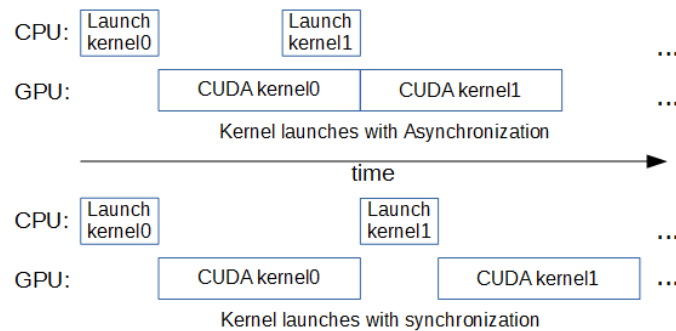 CPU:
Launch
kernel0
Launch
kernel1
...
GPU:
CUDA kernel0
CUDA kernel1
...
Kernel launches with Asynchronization
time
CPU:
Launch
kernel0
Launch
kernel1
...
GPU:
CUDA kernel0
CUDA kernel1
...
Kernel launches with synchronization